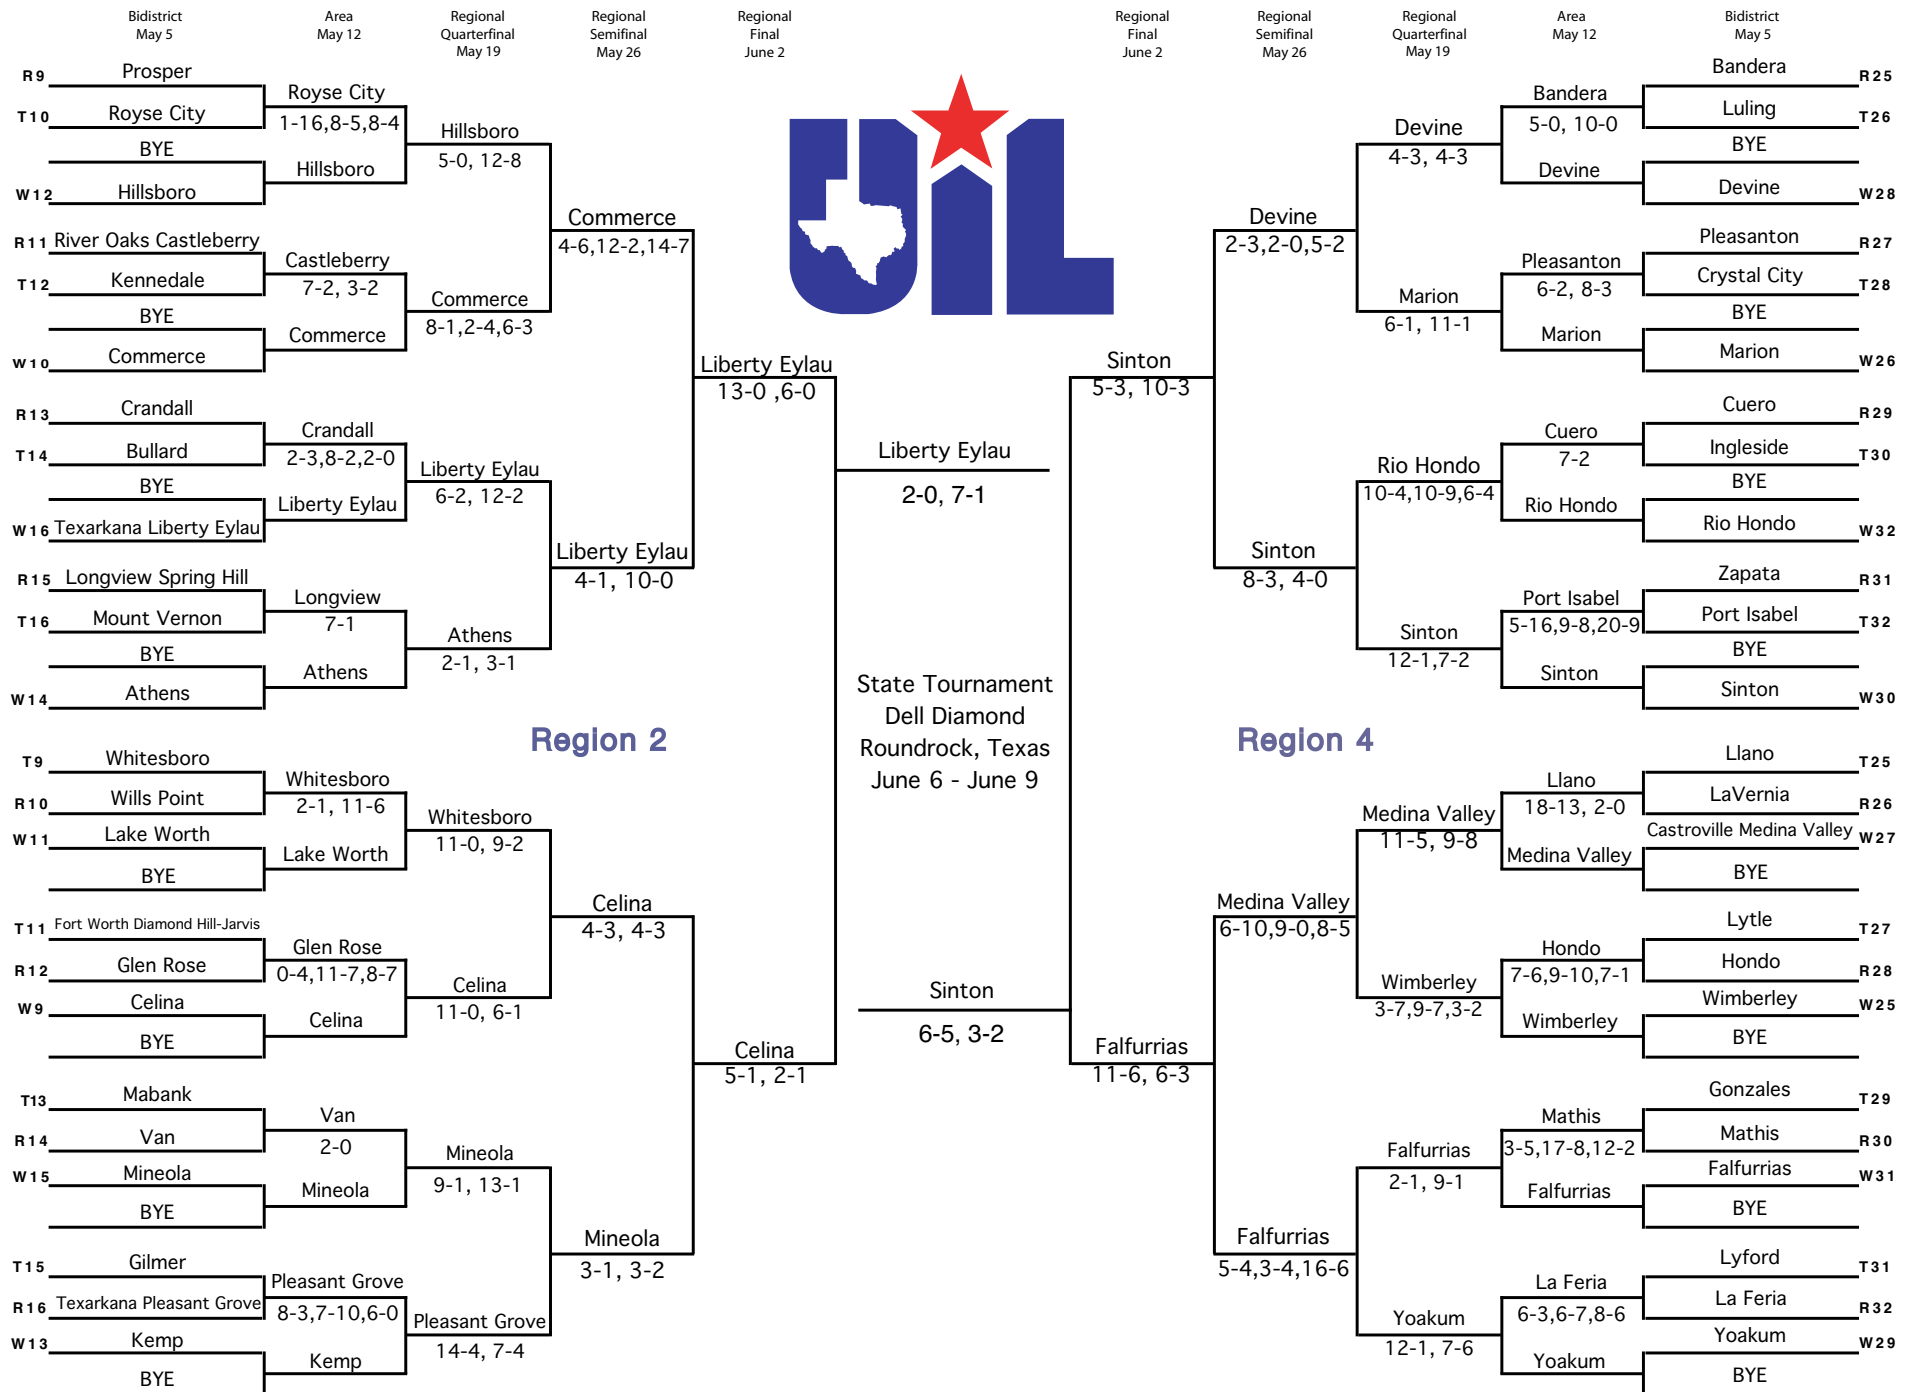 Bidistrict
May 5
Area
May 12
Regional
Quarterfinal
May 19
Regional
Semifinal
May 26
Regional
Final
June 2
Regional
Final
June 2
Regional
Semifinal
May 26
Regional
Quarterfinal
May 19
Area
May 12
Bidistrict
May 5
UIL
R9 Prosper
T10 Royse City
BYE
W12 Hillsboro
R11 River Oaks Castleberry
T12 Kennedale
BYE
W10 Commerce
R13 Crandall
T14 Bullard
BYE
W16 Texarkana Liberty Eylau
R15 Longview Spring Hill
T16 Mount Vernon
BYE
W14 Athens
T9 Whitesboro
R10 Wills Point
W11 Lake Worth
BYE
T11 Fort Worth Diamond Hill-Jarvis
R12 Glen Rose
W9 Celina
BYE
T13 Mabank
R14 Van
W15 Mineola
BYE
T15 Gilmer
R16 Texarkana Pleasant Grove
W13 Kemp
BYE
Royse City
1-16,8-5,8-4
Hillsboro
Castleberry
7-2, 3-2
Commerce
Crandall
2-3,8-2,2-0
Liberty Eylau
Longview
7-1
Athens
Whitesboro
2-1, 11-6
Lake Worth
Glen Rose
0-4,11-7,8-7
Celina
Van
2-0
Mineola
Pleasant Grove
8-3,7-10,6-0
Kemp
Hillsboro
5-0, 12-8
Commerce
8-1,2-4,6-3
Liberty Eylau
6-2, 12-2
Athens
2-1, 3-1
Whitesboro
11-0, 9-2
Celina
11-0, 6-1
Mineola
9-1, 13-1
Pleasant Grove
14-4, 7-4
Commerce
4-6,12-2,14-7
Liberty Eylau
4-1, 10-0
Region 2
Celina
4-3, 4-3
Mineola
3-1, 3-2
Liberty Eylau
13-0 ,6-0
Celina
5-1, 2-1
Liberty Eylau
2-0, 7-1
State Tournament
Dell Diamond
Roundrock, Texas
June 6 - June 9
Sinton
6-5, 3-2
Sinton
5-3, 10-3
Falfurrias
11-6, 6-3
Devine
2-3,2-0,5-2
Sinton
8-3, 4-0
Region 4
Medina Valley
6-10,9-0,8-5
Falfurrias
5-4,3-4,16-6
Devine
4-3, 4-3
Marion
6-1, 11-1
Rio Hondo
10-4,10-9,6-4
Sinton
12-1,7-2
Medina Valley
11-5, 9-8
Wimberley
3-7,9-7,3-2
Falfurrias
2-1, 9-1
Yoakum
12-1, 7-6
Bandera
5-0, 10-0
Devine
Pleasanton
6-2, 8-3
Marion
Cuero
7-2
Rio Hondo
Port Isabel
5-16,9-8,20-9
Sinton
Llano
18-13, 2-0
Medina Valley
Hondo
7-6,9-10,7-1
Wimberley
Mathis
3-5,17-8,12-2
Falfurrias
La Feria
6-3,6-7,8-6
Yoakum
Bandera R25
Luling T26
BYE
Devine W28
Pleasanton R27
Crystal City T28
BYE
Marion W26
Cuero R29
Ingleside T30
BYE
Rio Hondo W32
Zapata R31
Port Isabel T32
BYE
Sinton W30
Llano T25
LaVernia R26
Castroville Medina Valley W27
BYE
Lytle T27
Hondo R28
Wimberley W25
BYE
Gonzales T29
Mathis R30
Falfurrias W31
BYE
Lyford T31
La Feria R32
Yoakum W29
BYE